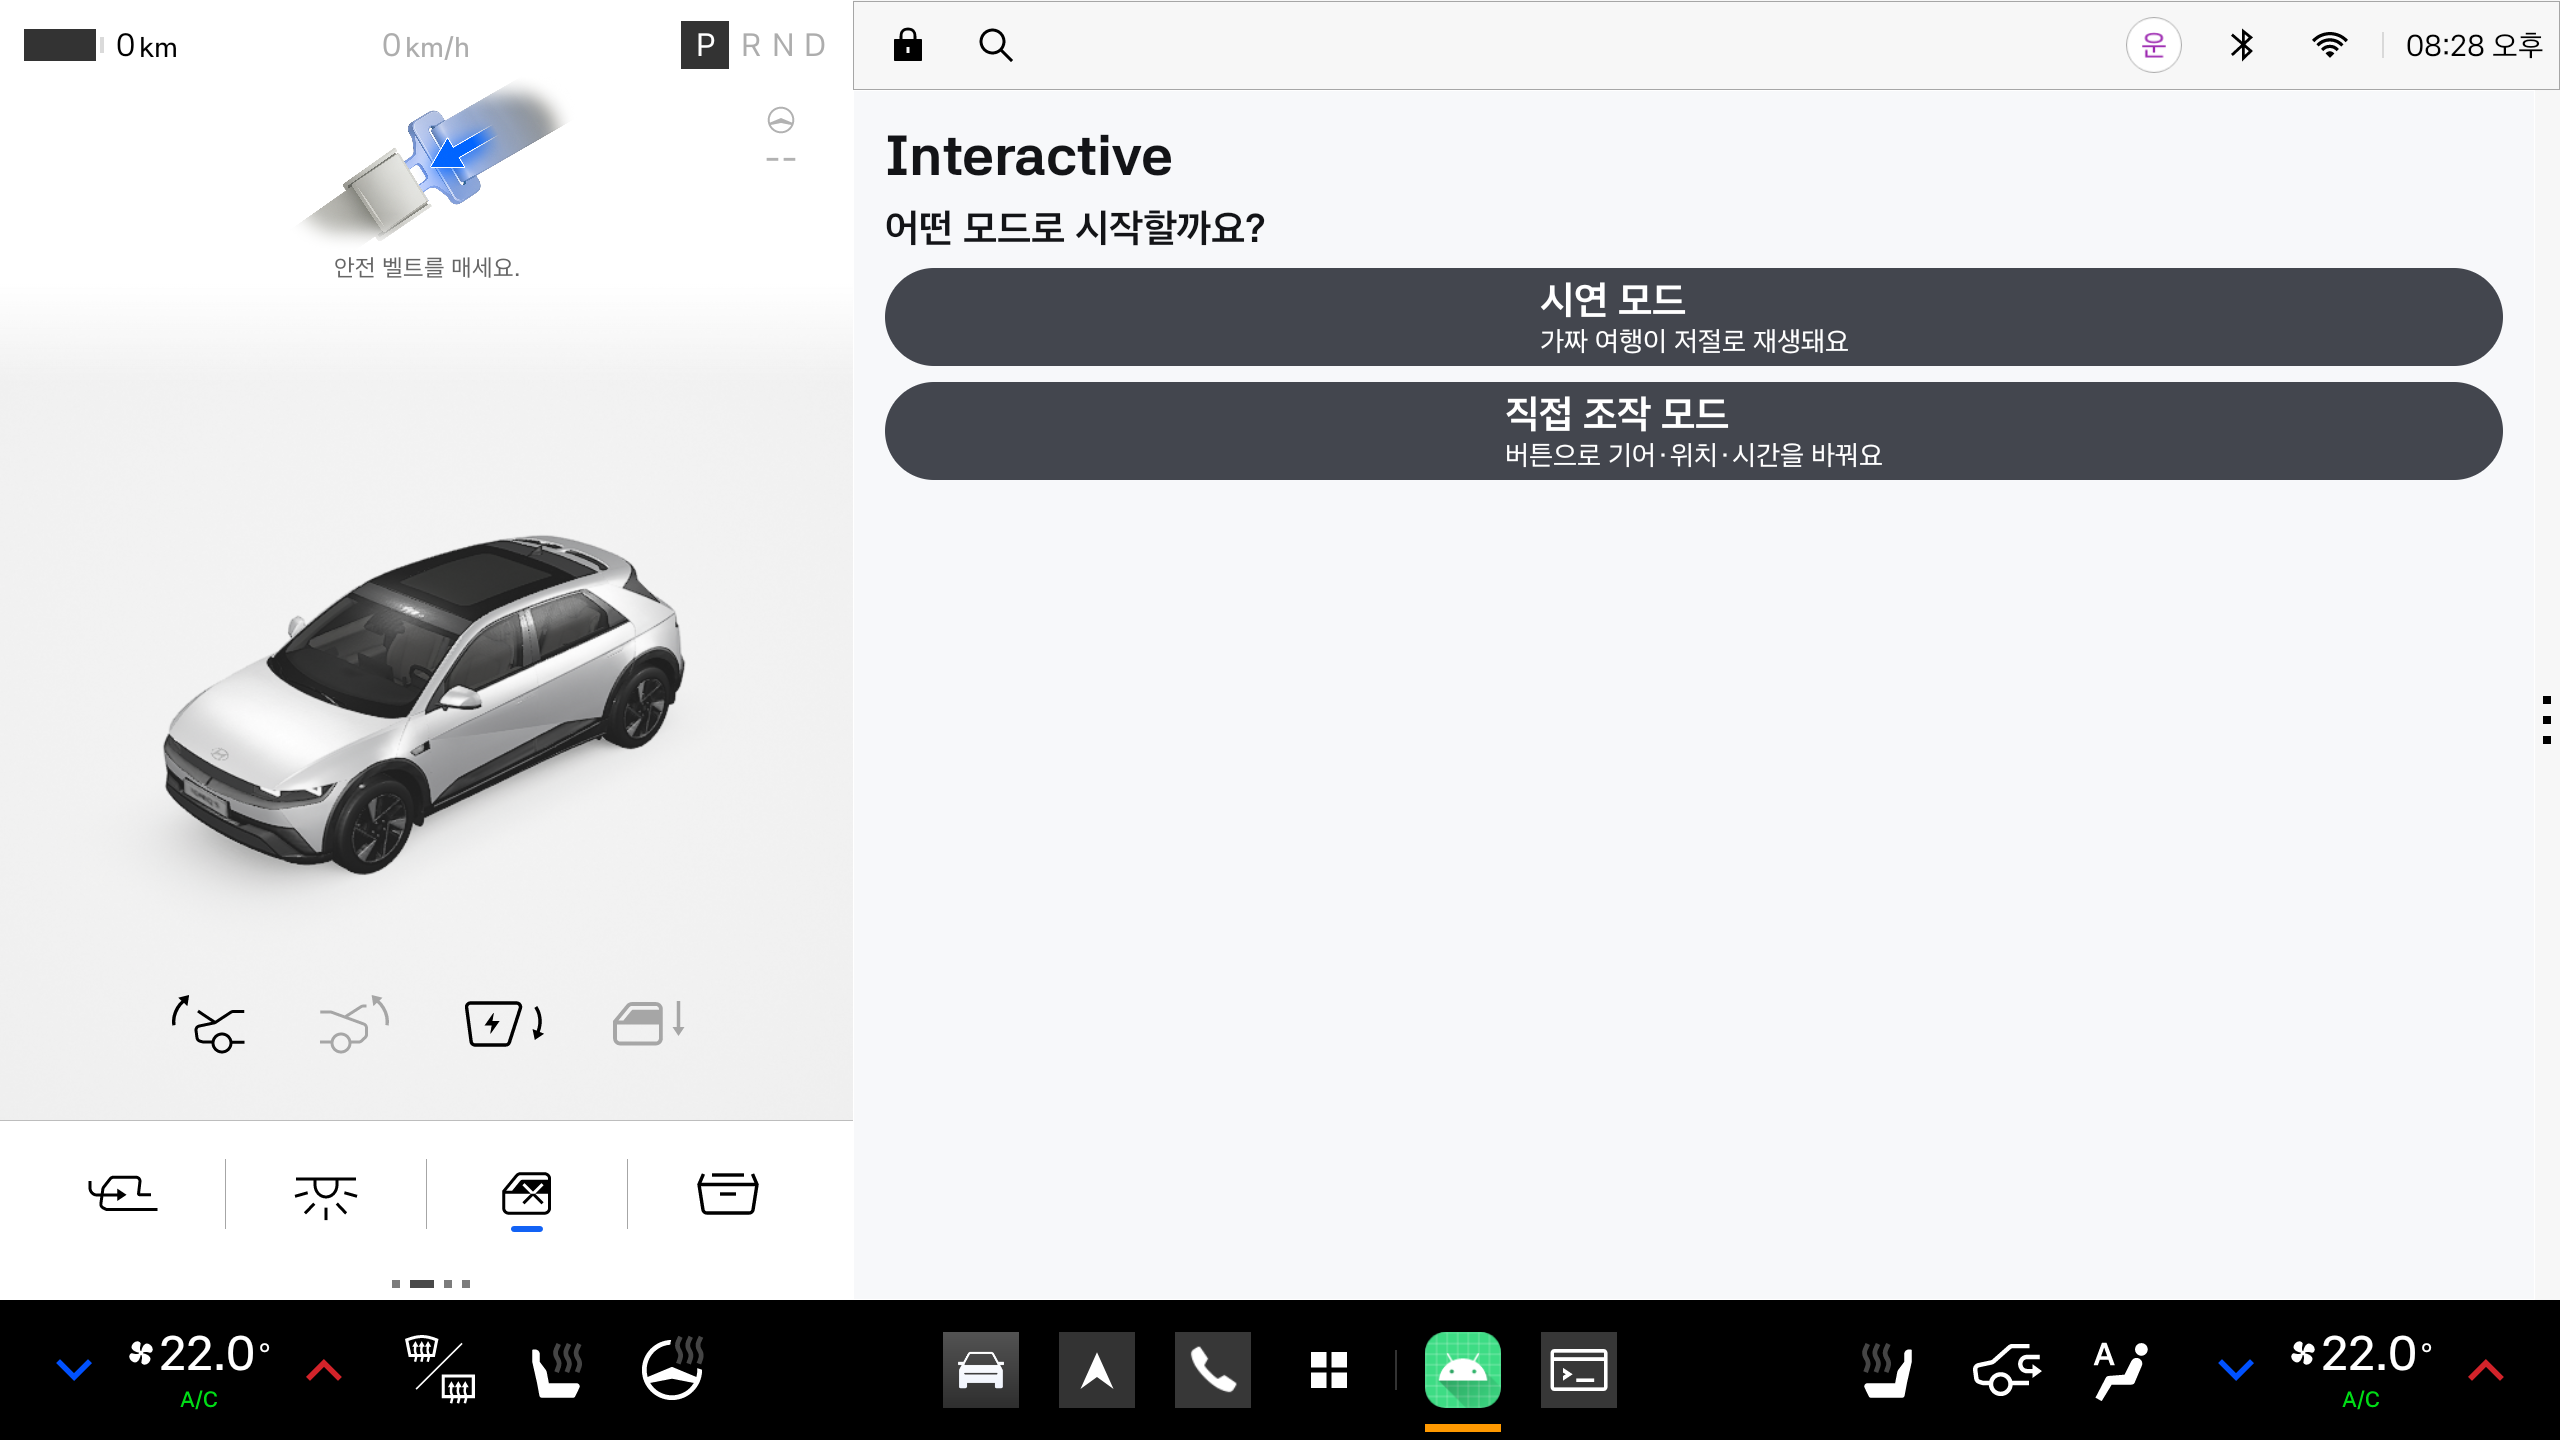 0 km
0 km/h
P R N D
08:28 오후
운
안전 벨트를 매세요.
--
Interactive
어떤 모드로 시작할까요?
시연 모드
가짜 여행이 저절로 재생돼요
직접 조작 모드
버튼으로 기어·위치·시간을 바꿔요
22.0°
A/C
A
22.0°
A/C